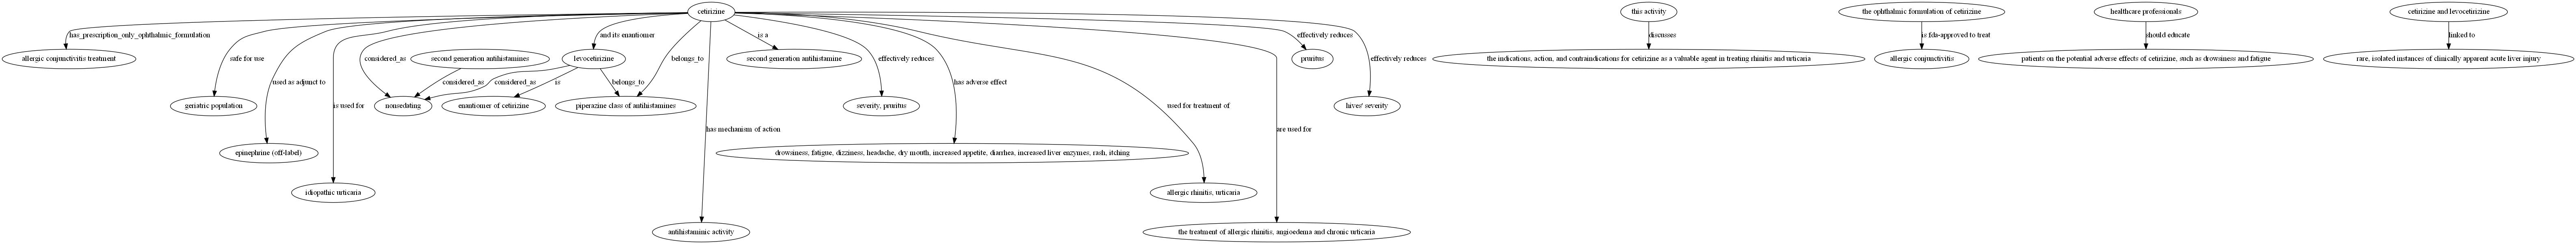 cetirizine
this activity
the ophthalmic formulation of cetirizine
healthcare professionals
cetirizine and levocetirizine
has_prescription_only_ophthalmic_formulation
and its enantiomer
is a
effectively reduces
discusses
is fda-approved to treat
should educate
linked to
allergic conjunctivitis treatment
safe for use
considered_as
second generation antihistamines
levocetirizine
belongs_to
second generation antihistamine
effectively reduces
pruritus
effectively reduces
the indications, action, and contraindications for cetirizine as a valuable agent in treating rhinitis and urticaria
allergic conjunctivitis
patients on the potential adverse effects of cetirizine, such as drowsiness and fatigue
rare, isolated instances of clinically apparent acute liver injury
used as adjunct to
considered_as
considered_as
is
belongs_to
has adverse effect
geriatric population
is used for
nonsedating
enantiomer of cetirizine
piperazine class of antihistamines
severity, pruritus
used for treatment of
hives' severity
has mechanism of action
are used for
epinephrine (off-label)
drowsiness, fatigue, dizziness, headache, dry mouth, increased appetite, diarrhea, increased liver enzymes, rash, itching
idiopathic urticaria
allergic rhinitis, urticaria
antihistaminic activity
the treatment of allergic rhinitis, angioedema and chronic urticaria